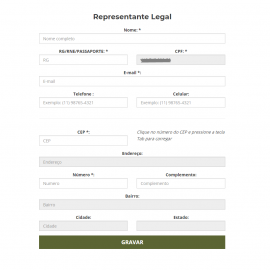 Representante Legal
Nome: *
Nome completo
RG/RNE/PASSAPORTE: * CPF: *
RG
E-mail *:
E-mail
Telefone : Celular:
Exemplo: (11) 98765-4321 Exemplo: (11) 98765-4321
CEP *: Clique no número do CEP e pressione a tecla
CEP Tab para carregar
Endereço:
Endereço
Número *: Complemento:
Número Complemento
Bairro:
Bairro
Cidade: Estado:
Cidade
GRAVAR